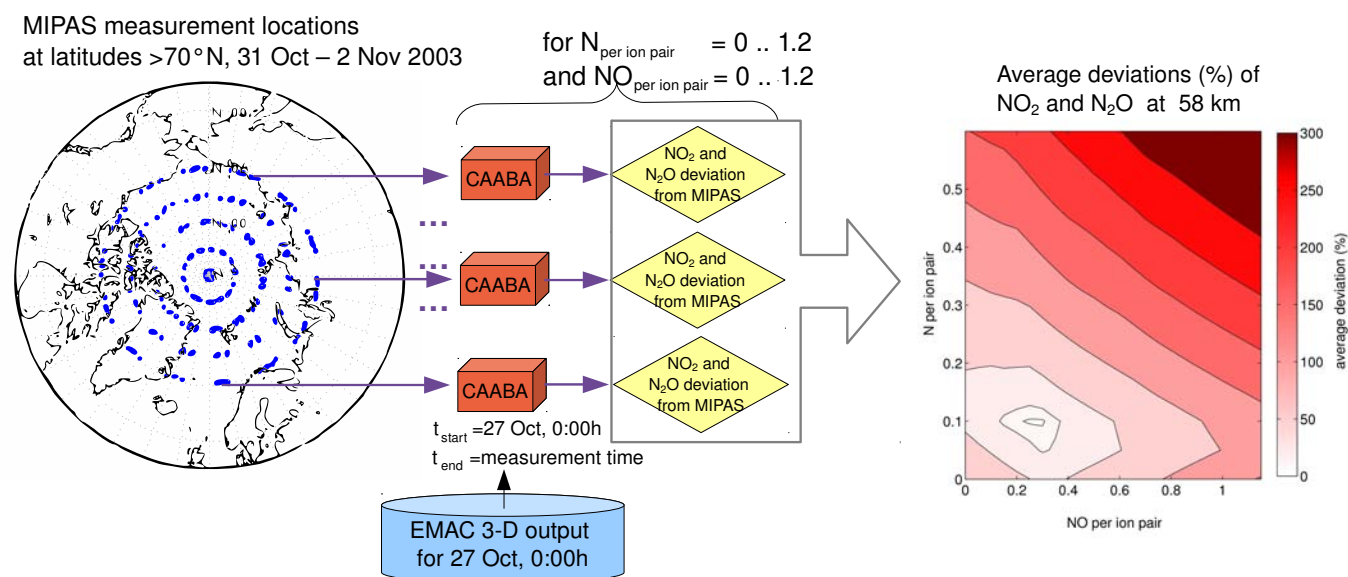 MIPAS measurement locations
at latitudes >70°N, 31 Oct – 2 Nov 2003
for N per ion pair = 0 .. 1.2
and NO per ion pair = 0 .. 1.2
Average deviations (%) of
NO₂ and N₂O at 58 km
CAABA
NO₂ and
N₂O deviation
from MIPAS
...
...
CAABA
NO₂ and
N₂O deviation
from MIPAS
...
CAABA
NO₂ and
N₂O deviation
from MIPAS
t start =27 Oct, 0:00h
t end =measurement time
EMAC 3-D output
for 27 Oct, 0:00h
N per ion pair
0.5
0.4
0.3
0.2
0.1
0
0
0.2
0.4
0.6
0.8
1
NO per ion pair
300
250
200
150
100
50
0
average deviation (%)